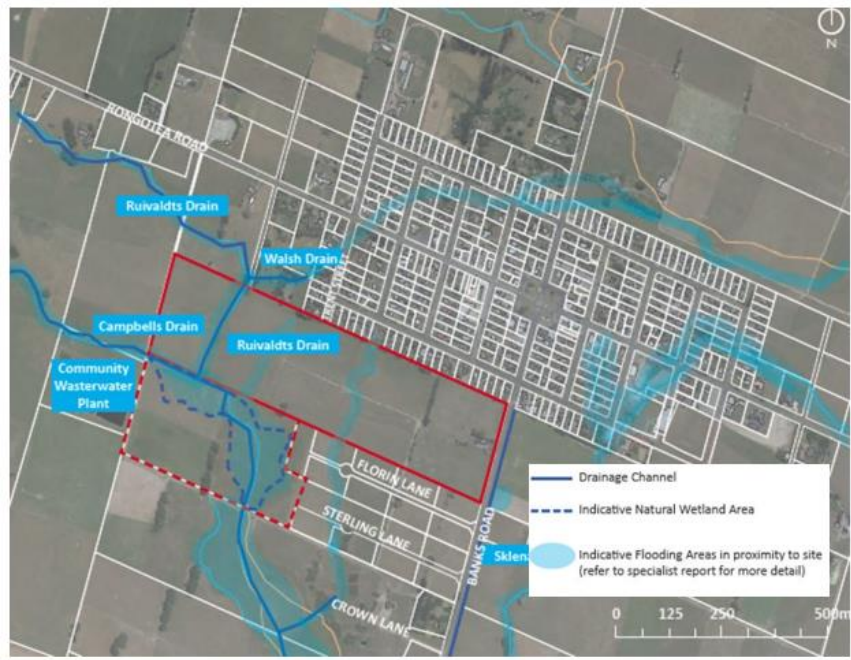 N
RONGOTEA ROAD
Ruivaldts Drain
Walsh Drain
Campbells Drain
Ruivaldts Drain
Community
Wasterwater
Plant
FLORIN LANE
STERLING LANE
BANKS ROAD
CROWN LANE
Drainage Channel
Indicative Natural Wetland Area
Indicative Flooding Areas in proximity to site
(refer to specialist report for more detail)
0 125 250 500m